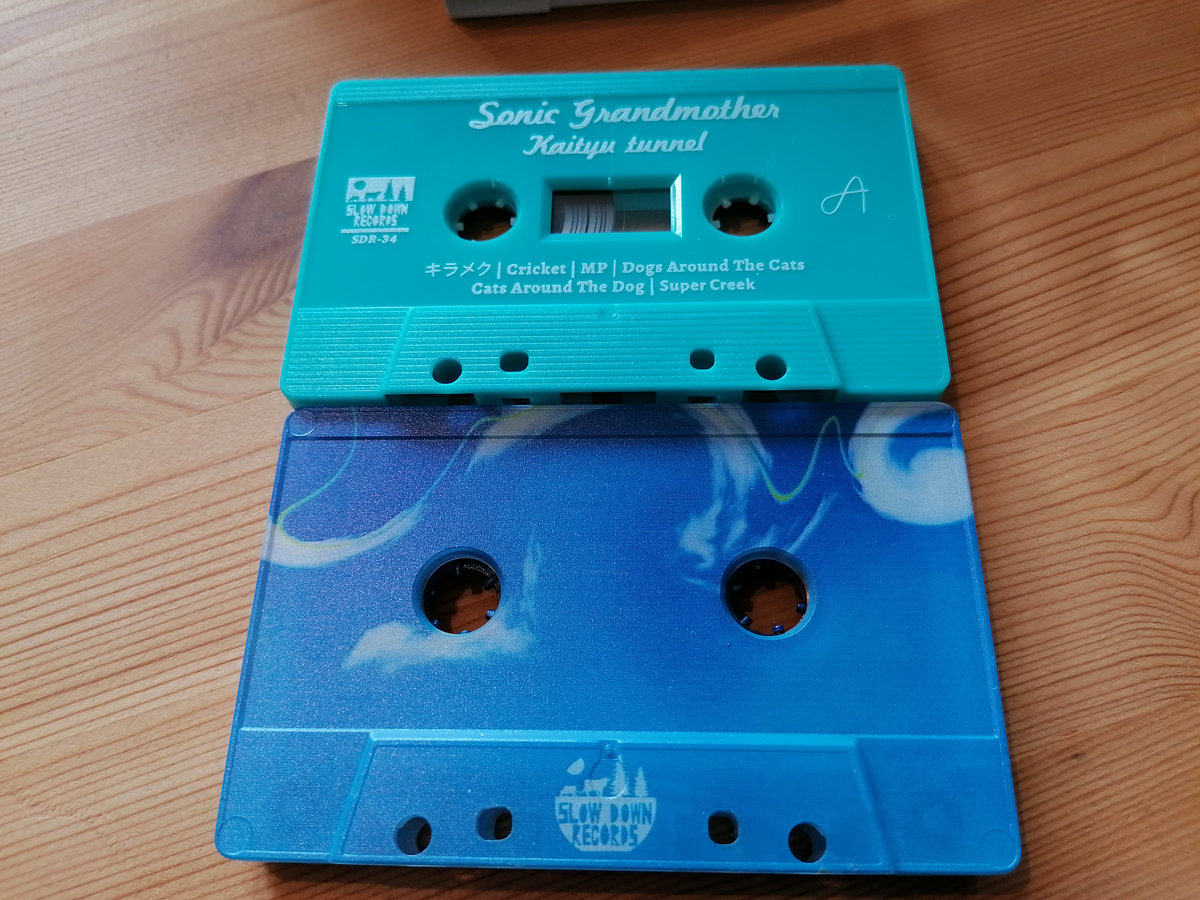 Sonic Grandmother
Kaityu tunnel
SLOW DOWN
RECORDS
SDR-34
A
キラメク | Cricket | MP | Dogs Around The Cats
Cats Around The Dog | Super Creek
SLOW DOWN
RECORDS